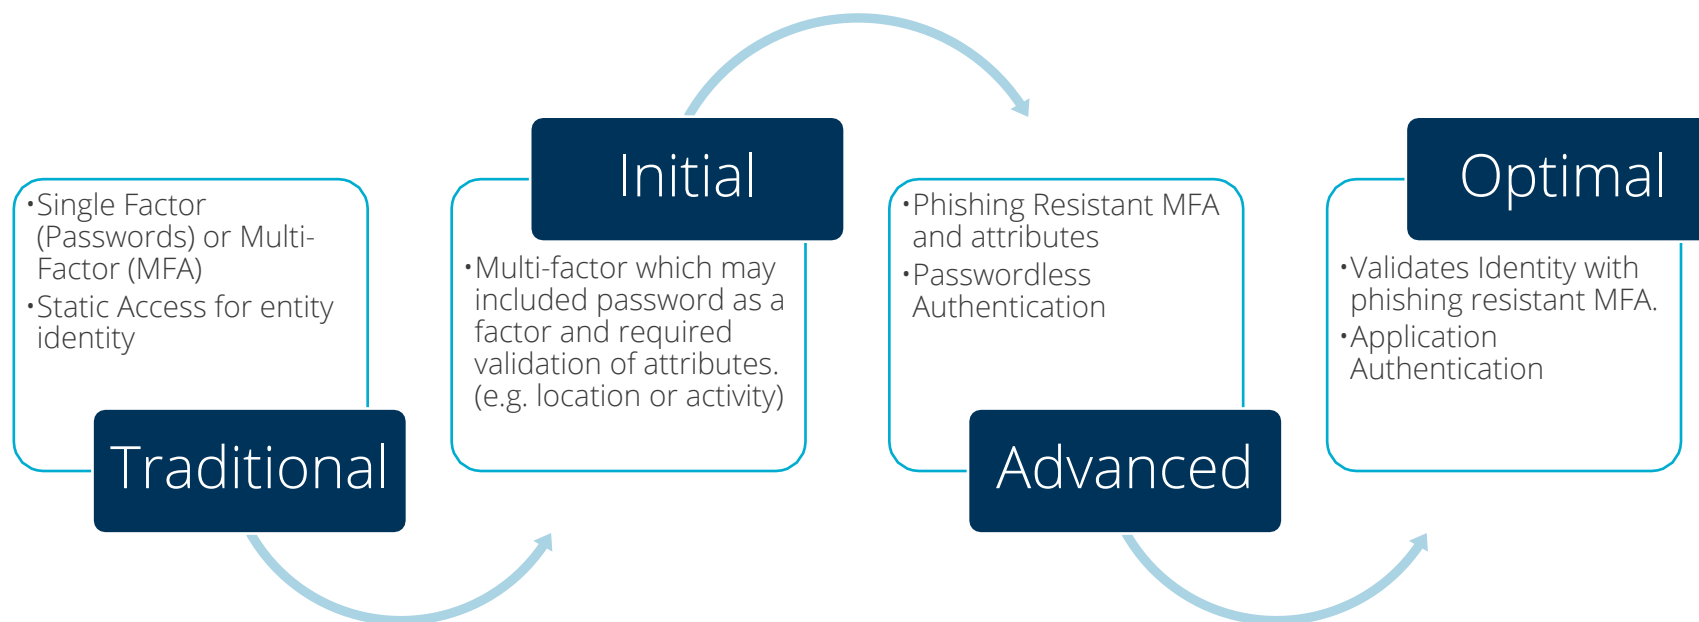 •Single Factor
(Passwords) or Multi-
Factor (MFA)
•Static Access for entity
identity
Traditional
Initial
•Multi-factor which may
included password as a
factor and required
validation of attributes.
(e.g. location or activity)
•Phishing Resistant MFA
and attributes
•Passwordless
Authentication
Advanced
Optimal
•Validates Identity with
phishing resistant MFA.
•Application
Authentication